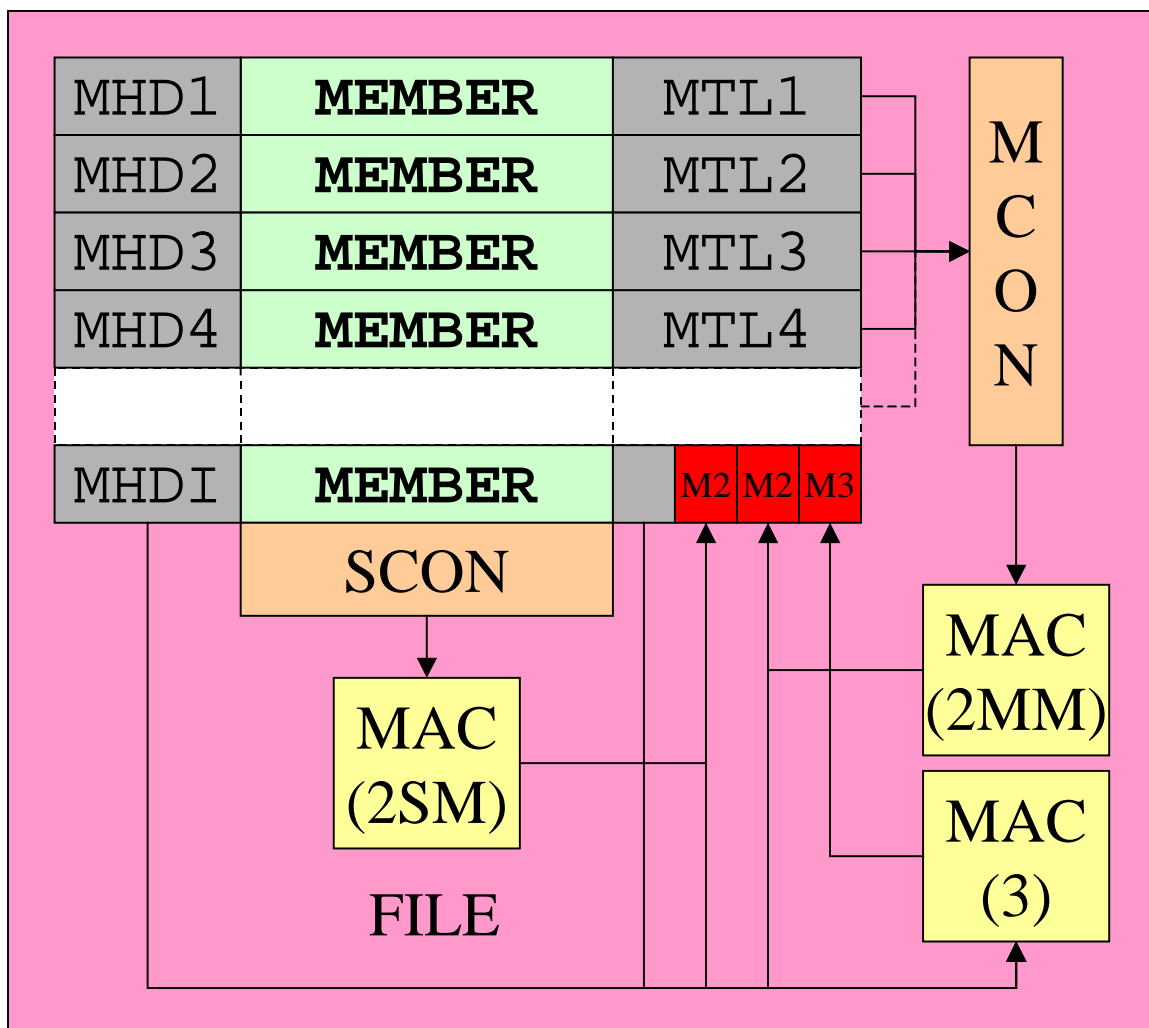 MHD1 MEMBER MTL1
MHD2 MEMBER MTL2
MHD3 MEMBER MTL3
MHD4 MEMBER MTL4
MHDI MEMBER M2 M2 M3
M
C
O
N
SCON
MAC
(2MM)
MAC
(2SM)
MAC
(3)
FILE